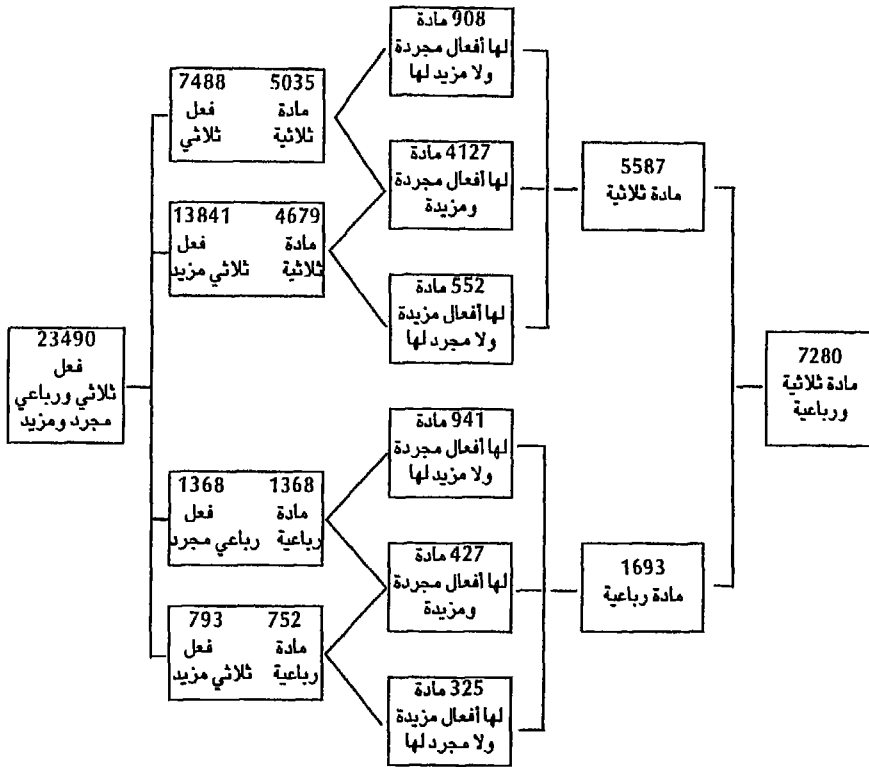 7280
مادة ثلاثية
ورباعية
5587
مادة ثلاثية
1693
مادة رباعية
908 مادة
لها أفعال مجردة
ولا مزيد لها
4127 مادة
لها أفعال مجردة
ومزيدة
552 مادة
لها أفعال مزيدة
ولا مجرد لها
941 مادة
لها أفعال مجردة
ولا مزيد لها
427 مادة
لها أفعال مجردة
ومزيدة
325 مادة
لها أفعال مزيدة
ولا مجرد لها
5035 7488
مادة فعل
ثلاثية ثلاثي
4679 13841
مادة فعل
ثلاثية ثلاثي مزيد
1368 1368
مادة فعل
رباعية رباعي مجرد
752 793
مادة فعل
رباعية ثلاثي مزيد
23490
فعل
ثلاثي ورباعي
مجرد ومزيد